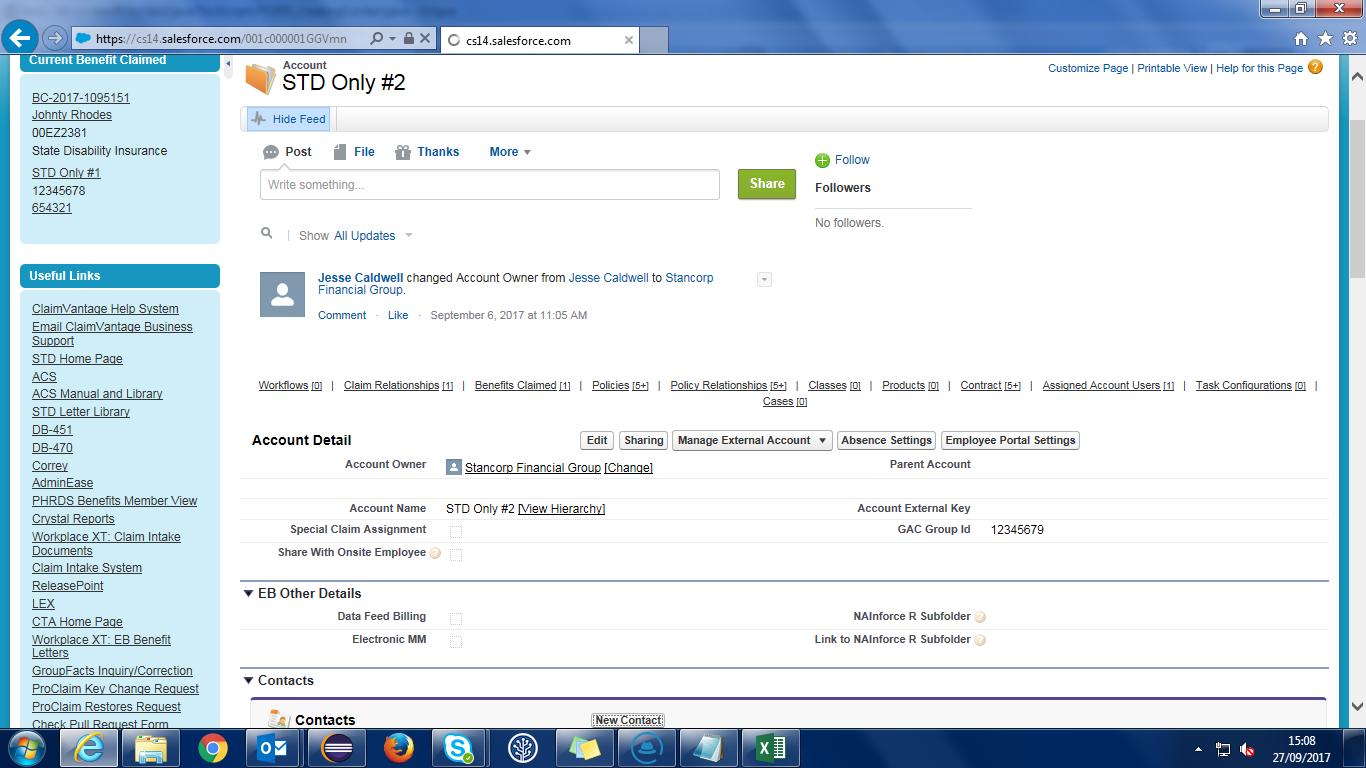 https://cs14.salesforce.com/001c000001GGVmn
cs14.salesforce.com
Current Benefit Claimed
BC-2017-1095151
Johnty Rhodes
00EZ2381
State Disability Insurance
STD Only #1
12345678
654321
Useful Links
ClaimVantage Help System
Email ClaimVantage Business
Support
STD Home Page
ACS
ACS Manual and Library
STD Letter Library
DB-451
DB-470
Correy
AdminEase
PHRDS Benefits Member View
Crystal Reports
Workplace XT: Claim Intake
Documents
Claim Intake System
ReleasePoint
LEX
CTA Home Page
Workplace XT: EB Benefit
Letters
GroupFacts Inquiry/Correction
ProClaim Key Change Request
ProClaim Restores Request
Check Pull Request Form
Account
STD Only #2
Customize Page | Printable View | Help for this Page
Hide Feed
Post File Thanks More
Write something...
Share
Follow
Followers
No followers.
Show All Updates
Jesse Caldwell changed Account Owner from Jesse Caldwell to Stancorp
Financial Group.
Comment · Like · September 6, 2017 at 11:05 AM
Workflows [0] | Claim Relationships [1] | Benefits Claimed [1] | Policies [5+] | Policy Relationships [5+] | Classes [0] | Products [0] | Contract [5+] | Assigned Account Users [1] | Task Configurations [0] |
Cases [0]
Account Detail Edit Sharing Manage External Account Absence Settings Employee Portal Settings
Account Owner Stancorp Financial Group [Change] Parent Account
Account Name STD Only #2 [View Hierarchy] Account External Key
Special Claim Assignment GAC Group Id 12345679
Share With Onsite Employee
EB Other Details
Data Feed Billing NAInforce R Subfolder
Electronic MM Link to NAInforce R Subfolder
Contacts
Contacts New Contact
15:08
27/09/2017